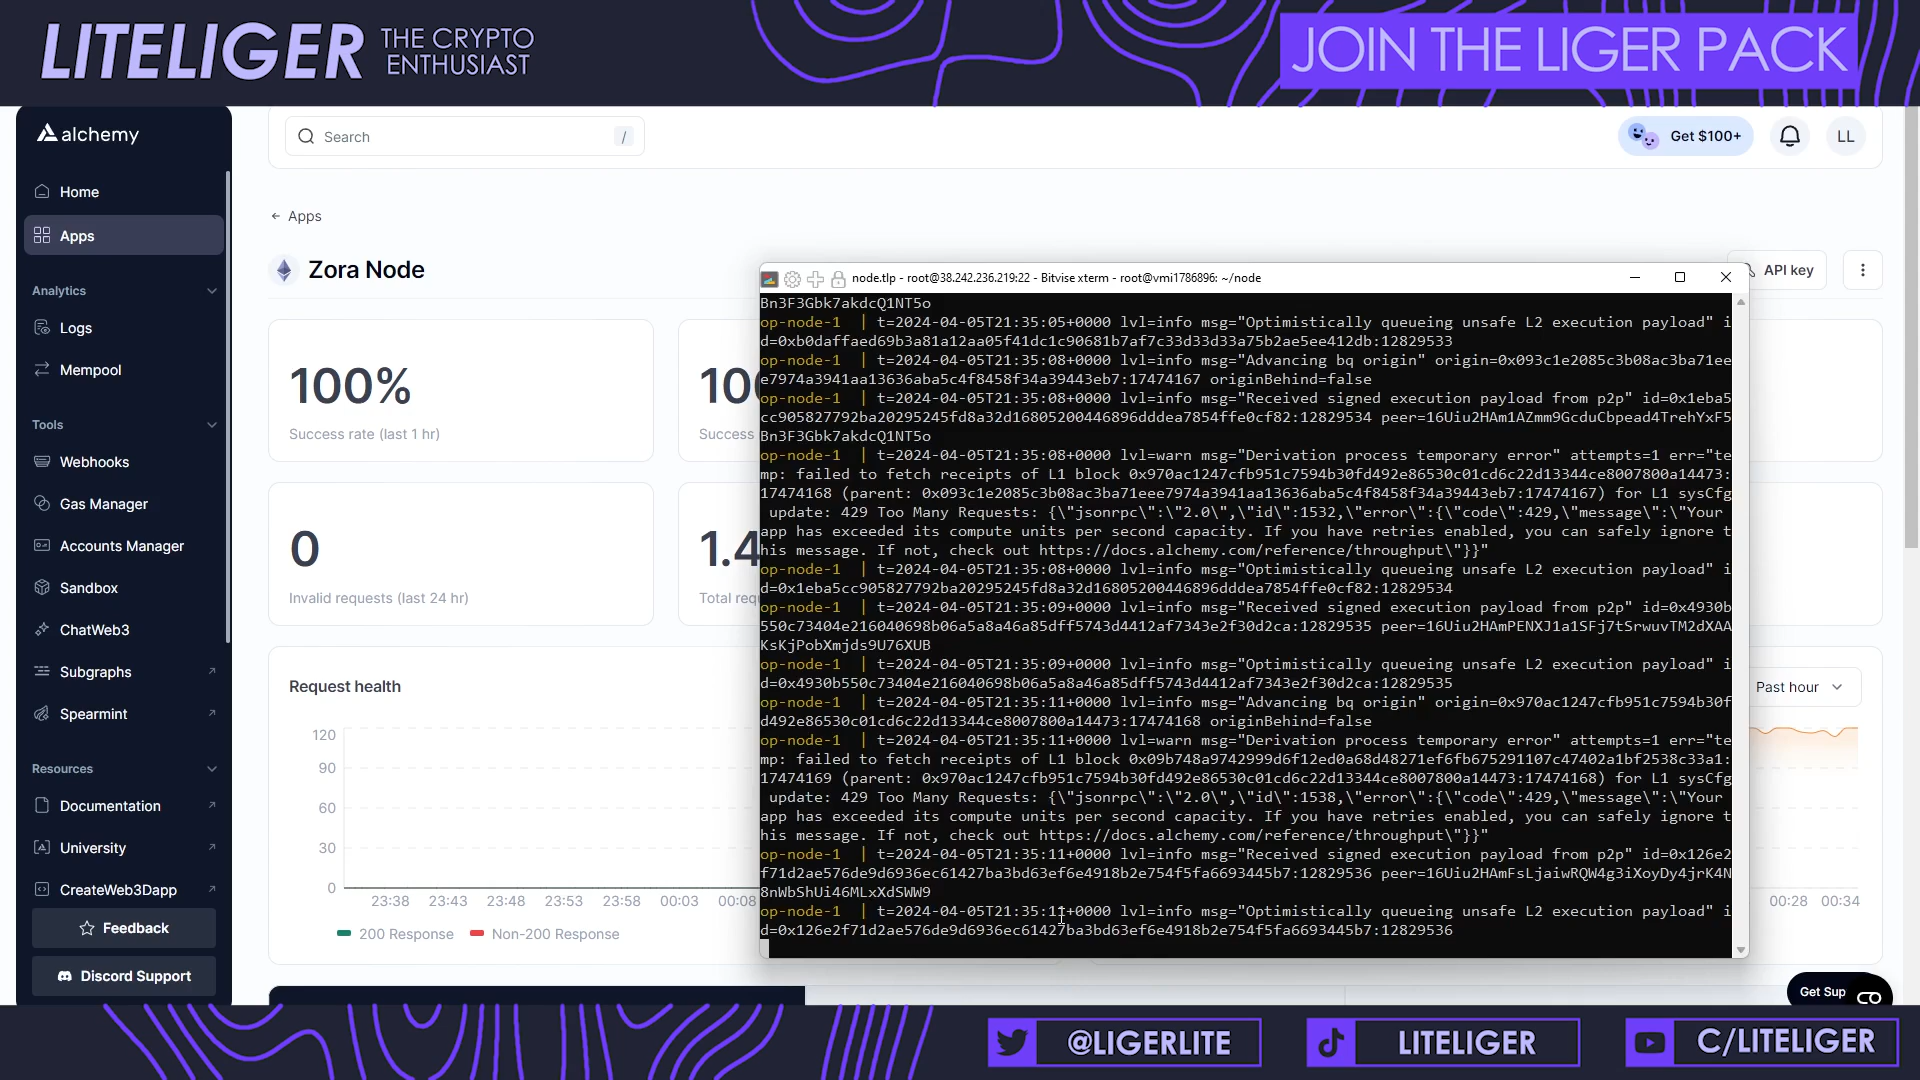 LITELIGER THE CRYPTO ENTHUSIAST
JOIN THE LIGER PACK
alchemy
Search
/
Get $100+
LL
Home
Apps
Analytics
Logs
Mempool
Tools
Webhooks
Gas Manager
Accounts Manager
Sandbox
ChatWeb3
Subgraphs
Spearmint
Resources
Documentation
University
CreateWeb3Dapp
Feedback
Discord Support
← Apps
Zora Node
API key
100%
Success rate (last 1 hr)
Success
0
Invalid requests (last 24 hr)
1.4
Request health
120
90
60
30
0
23:38 23:43 23:48 23:53 23:58 00:03 00:08
200 Response Non-200 Response
Past hour
00:28 00:34
node.tlp - root@38.242.236.219:22 - Bitvise xterm - root@vmi1786896: ~/node
Bn3F3Gbk7akdcQ1NT5o
op-node-1 | t=2024-04-05T21:35:05+0000 lvl=info msg="Optimistically queueing unsafe L2 execution payload" i
d=0xb0daffaed69b3a81a12aa05f41dc1c90681b7af7c33d33d33a75b2ae5ee412db:12829533
op-node-1 | t=2024-04-05T21:35:08+0000 lvl=info msg="Advancing bq origin" origin=0x093c1e2085c3b08ac3ba71ee
e7974a3941aa13636aba5c4f8458f34a39443eb7:17474167 originBehind=false
op-node-1 | t=2024-04-05T21:35:08+0000 lvl=info msg="Received signed execution payload from p2p" id=0x1eba5
cc905827792ba20295245fd8a32d16805200446896dddea7854ffe0cf82:12829534 peer=16Uiu2HAm1AZmm9GcduCbpead4TrehYxF5
Bn3F3Gbk7akdcQ1NT5o
op-node-1 | t=2024-04-05T21:35:08+0000 lvl=warn msg="Derivation process temporary error" attempts=1 err="te
mp: failed to fetch receipts of L1 block 0x970ac1247cfb951c7594b30fd492e86530c01cd6c22d13344ce8007800a14473:
17474168 (parent: 0x093c1e2085c3b08ac3ba71eee7974a3941aa13636aba5c4f8458f34a39443eb7:17474167) for L1 sysCfg
update: 429 Too Many Requests: {\"jsonrpc\":\"2.0\",\"id\":1532,\"error\":{\"code\":429,\"message\":\"Your
app has exceeded its compute units per second capacity. If you have retries enabled, you can safely ignore t
his message. If not, check out https://docs.alchemy.com/reference/throughput\"}}"
op-node-1 | t=2024-04-05T21:35:08+0000 lvl=info msg="Optimistically queueing unsafe L2 execution payload" i
d=0x1eba5cc905827792ba20295245fd8a32d16805200446896dddea7854ffe0cf82:12829534
op-node-1 | t=2024-04-05T21:35:09+0000 lvl=info msg="Received signed execution payload from p2p" id=0x4930b
550c73404e216040698b06a5a8a46a85dff5743d4412af7343e2f30d2ca:12829535 peer=16Uiu2HAmPENXJ1a1SFj7tSrwuvTM2dXAA
KsKjPobXmjds9U76XUB
op-node-1 | t=2024-04-05T21:35:09+0000 lvl=info msg="Optimistically queueing unsafe L2 execution payload" i
d=0x4930b550c73404e216040698b06a5a8a46a85dff5743d4412af7343e2f30d2ca:12829535
op-node-1 | t=2024-04-05T21:35:11+0000 lvl=info msg="Advancing bq origin" origin=0x970ac1247cfb951c7594b30f
d492e86530c01cd6c22d13344ce8007800a14473:17474168 originBehind=false
op-node-1 | t=2024-04-05T21:35:11+0000 lvl=warn msg="Derivation process temporary error" attempts=1 err="te
mp: failed to fetch receipts of L1 block 0x09b748a9742999d6f12ed0a68d48271ef6fb675291107c47402a1bf2538c33a1:
17474169 (parent: 0x970ac1247cfb951c7594b30fd492e86530c01cd6c22d13344ce8007800a14473:17474168) for L1 sysCfg
update: 429 Too Many Requests: {\"jsonrpc\":\"2.0\",\"id\":1538,\"error\":{\"code\":429,\"message\":\"Your
app has exceeded its compute units per second capacity. If you have retries enabled, you can safely ignore t
his message. If not, check out https://docs.alchemy.com/reference/throughput\"}}"
op-node-1 | t=2024-04-05T21:35:11+0000 lvl=info msg="Received signed execution payload from p2p" id=0x126e2
f71d2ae576de9d6936ec61427ba3bd63ef6e4918b2e754f5fa6693445b7:12829536 peer=16Uiu2HAmFsLjaiwRQW4g3iXoyDy4jrK4N
8nWbShUi46MLxXdSWW9
op-node-1 | t=2024-04-05T21:35:11+0000 lvl=info msg="Optimistically queueing unsafe L2 execution payload" i
d=0x126e2f71d2ae576de9d6936ec61427ba3bd63ef6e4918b2e754f5fa6693445b7:12829536
Get Sup
@LIGERLITE
LITELIGER
C/LITELIGER